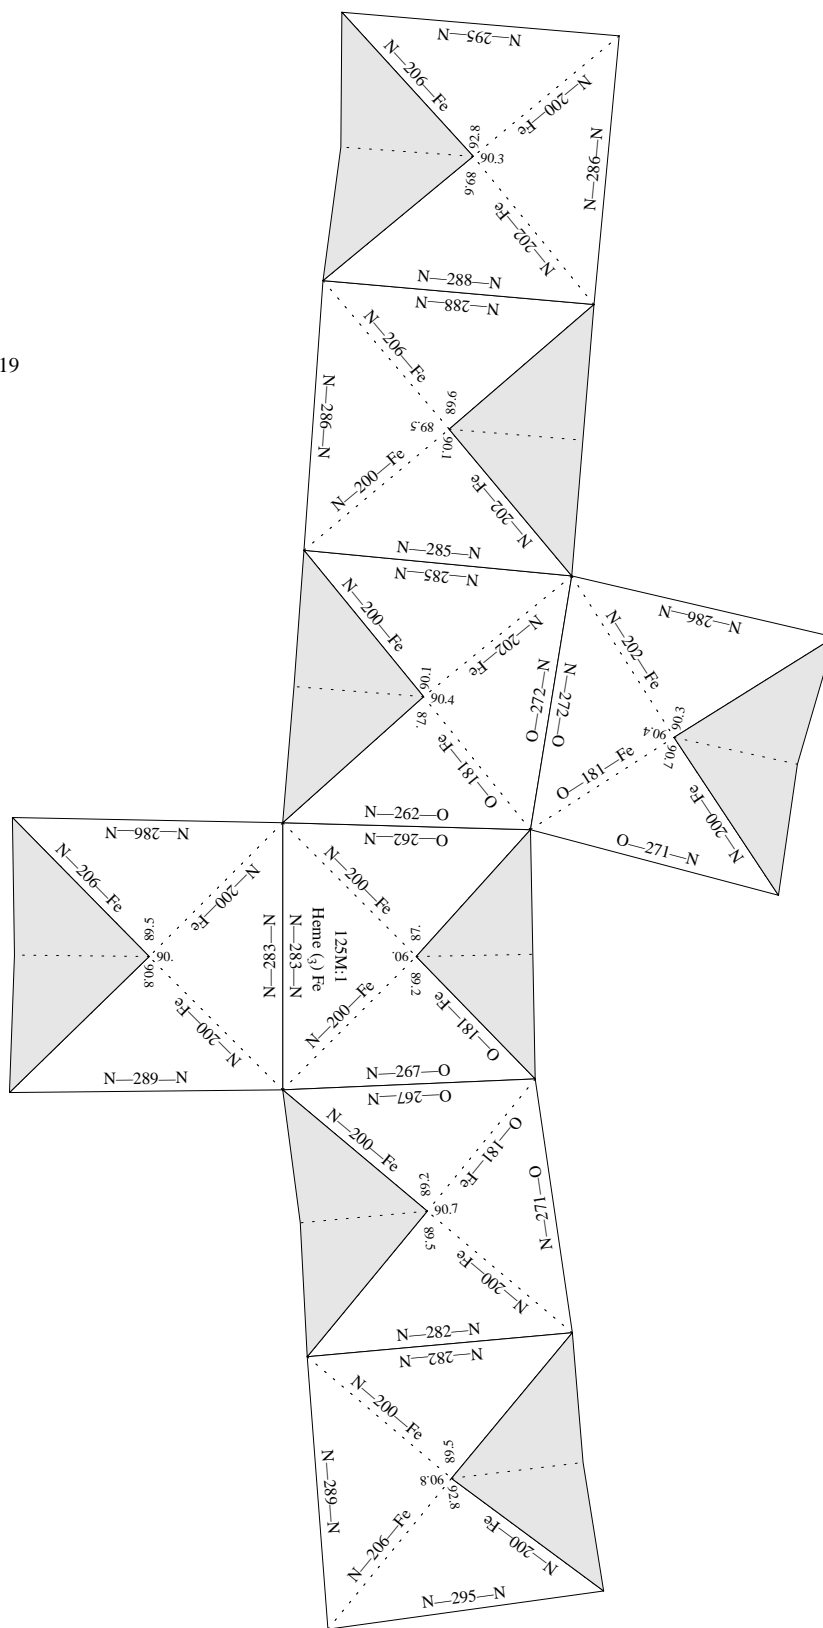 N—295—N
N—206—Fe
N—200—Fe
92.8
90.3
89.6
N—286—N
N—202—Fe
N—288—N
N—288—N
N—206—Fe
19
89.6
89.5
90.1
N—286—N
N—200—Fe
N—202—Fe
N—285—N
N—285—N
N—200—Fe
N—202—Fe
N—286—N
N—202—Fe
90.1
90.4
87.
O—272—N
N—272—O
90.3
90.4
90.7
O—181—Fe
O—181—Fe
N—200—Fe
N—262—O
O—262—N
O—271—N
N—286—N
N—206—Fe
N—200—Fe
N—200—Fe
89.5
90.
90.8
N—283—N
N—283—N
Heme (3) Fe
125M:1
87.
90.
89.2
N—200—Fe
N—200—Fe
O—181—Fe
N—289—N
N—267—O
O—267—N
N—200—Fe
O—181—Fe
89.2
90.7
89.5
N—271—O
N—200—Fe
N—282—N
N—282—N
N—200—Fe
89.5
90.8
92.8
N—289—N
N—206—Fe
N—200—Fe
N—295—N